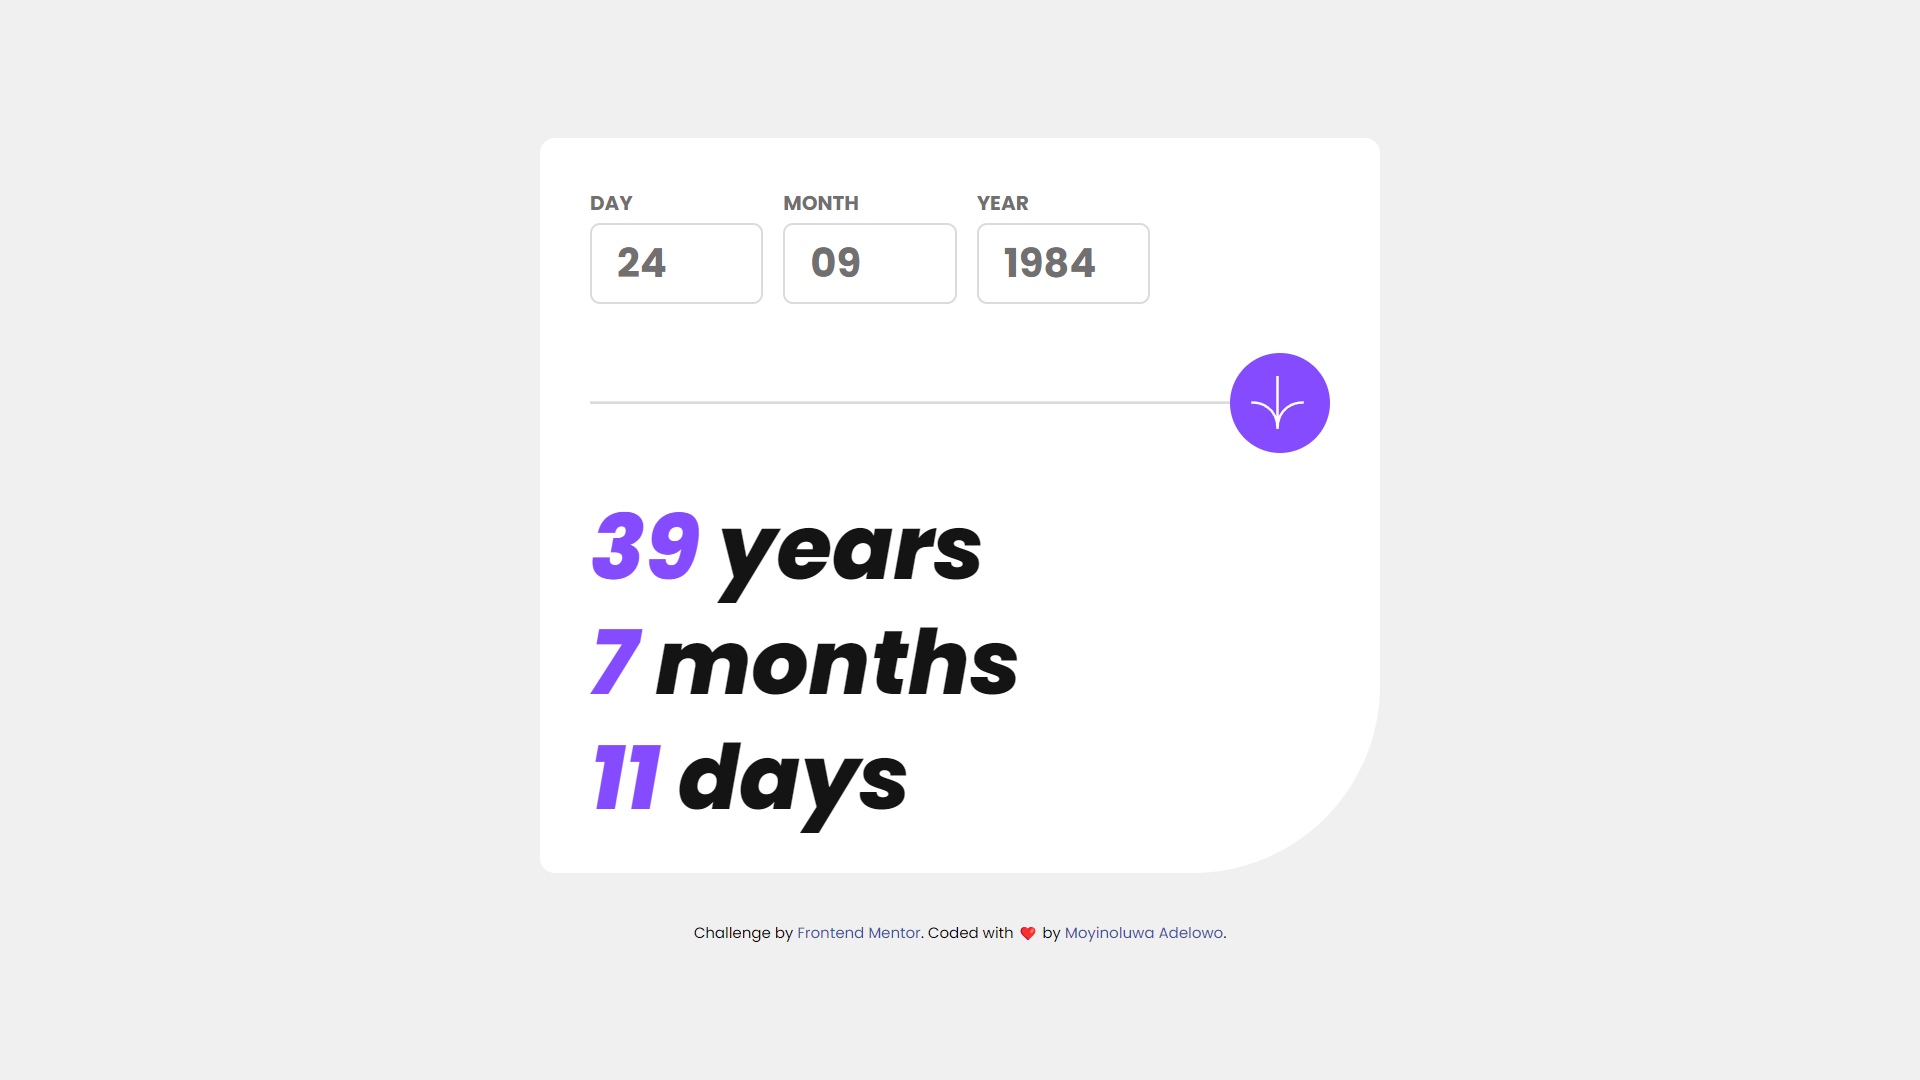 DAY MONTH YEAR
24 09 1984
39 years
7 months
11 days
Challenge by Frontend Mentor. Coded with ❤️ by Moyinoluwa Adelowo.